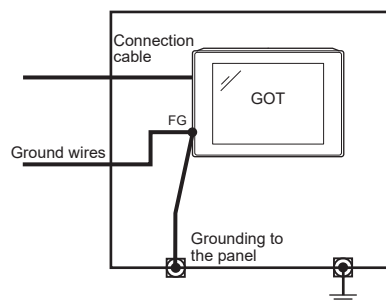 Connection
cable
GOT
FG
Ground wires
Grounding to
the panel